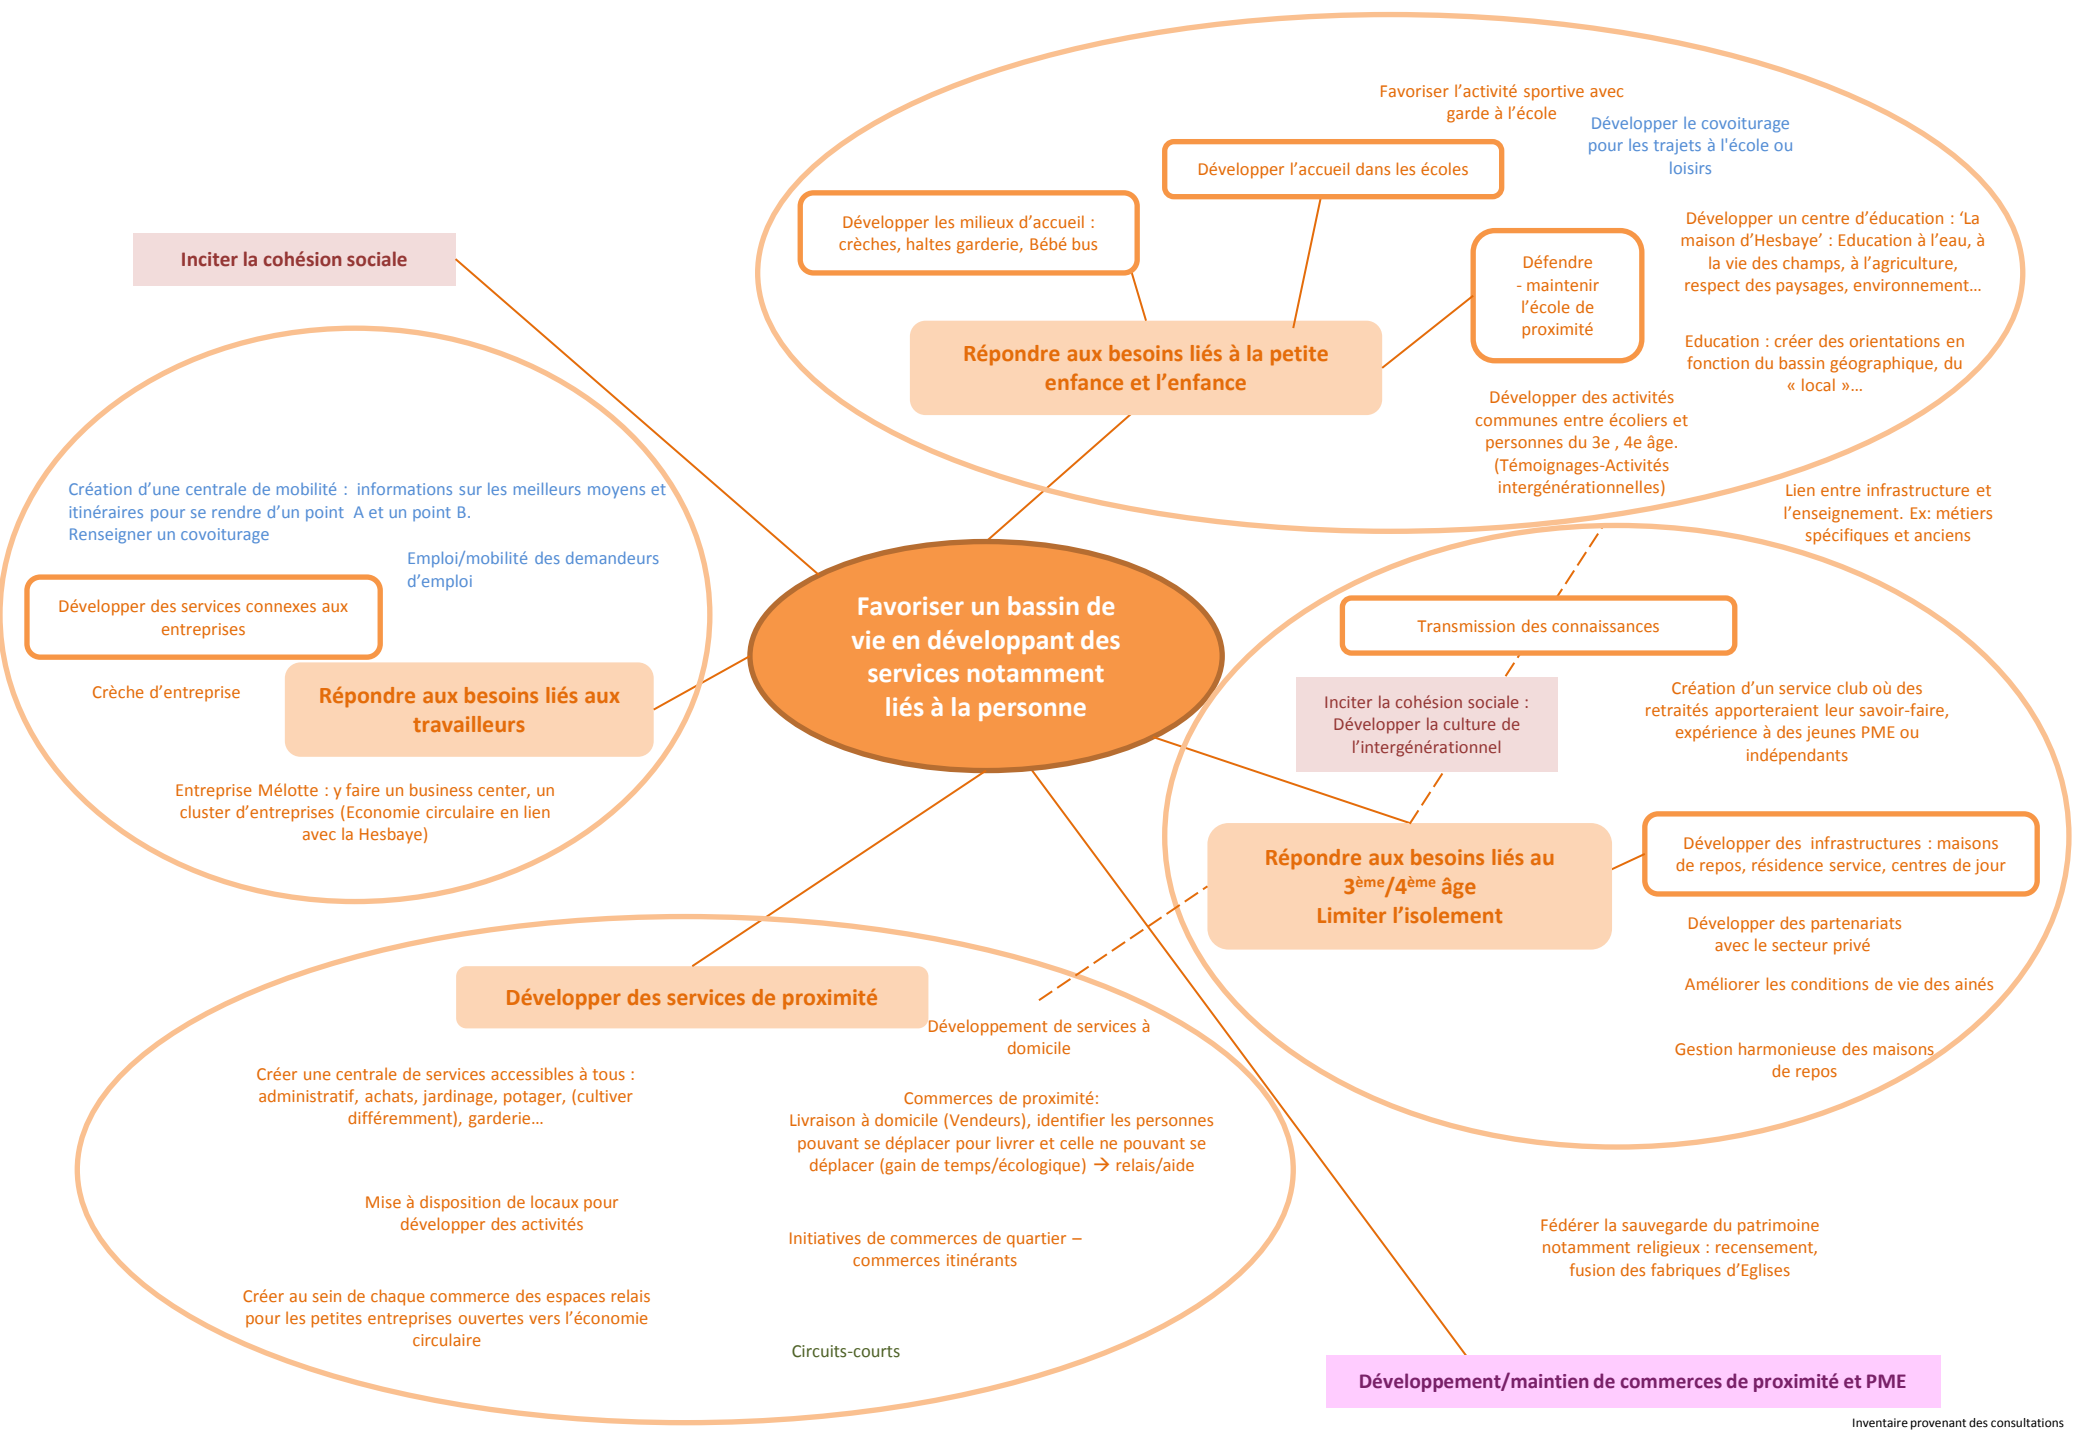 Favoriser l’activité sportive avec
garde à l’école
Développer le covoiturage
pour les trajets à l'école ou
loisirs
Développer l’accueil dans les écoles
Développer les milieux d’accueil :
crèches, haltes garderie, Bébé bus
Développer un centre d’éducation : ‘La
maison d’Hesbaye’ : Education à l’eau, à
la vie des champs, à l’agriculture,
respect des paysages, environnement…
Défendre
- maintenir
l’école de
proximité
Inciter la cohésion sociale
Répondre aux besoins liés à la petite
enfance et l’enfance
Education : créer des orientations en
fonction du bassin géographique, du
« local »…
Développer des activités
communes entre écoliers et
personnes du 3e , 4e âge.
(Témoignages-Activités
intergénérationnelles)
Lien entre infrastructure et
l’enseignement. Ex: métiers
spécifiques et anciens
Création d’une centrale de mobilité :  informations sur les meilleurs moyens et
itinéraires pour se rendre d’un point  A et un point B.
Renseigner un covoiturage
Emploi/mobilité des demandeurs
d’emploi
Développer des services connexes aux
entreprises
Crèche d’entreprise
Répondre aux besoins liés aux
travailleurs
Entreprise Mélotte : y faire un business center, un
cluster d’entreprises (Economie circulaire en lien
avec la Hesbaye)
Favoriser un bassin de
vie en développant des
services notamment
liés à la personne
Transmission des connaissances
Inciter la cohésion sociale :
Développer la culture de
l’intergénérationnel
Création d’un service club où des
retraités apporteraient leur savoir-faire,
expérience à des jeunes PME ou
indépendants
Répondre aux besoins liés au
3ème/4ème âge
Limiter l’isolement
Développer des  infrastructures : maisons
de repos, résidence service, centres de jour
Développer des partenariats
avec le secteur privé
Améliorer les conditions de vie des ainés
Gestion harmonieuse des maisons
de repos
Développer des services de proximité
Développement de services à
domicile
Créer une centrale de services accessibles à tous :
administratif, achats, jardinage, potager, (cultiver
différemment), garderie…
Commerces de proximité:
Livraison à domicile (Vendeurs), identifier les personnes
pouvant se déplacer pour livrer et celle ne pouvant se
déplacer (gain de temps/écologique) → relais/aide
Mise à disposition de locaux pour
développer des activités
Initiatives de commerces de quartier –
commerces itinérants
Créer au sein de chaque commerce des espaces relais
pour les petites entreprises ouvertes vers l’économie
circulaire
Circuits-courts
Fédérer la sauvegarde du patrimoine
notamment religieux : recensement,
fusion des fabriques d’Eglises
Développement/maintien de commerces de proximité et PME
Inventaire provenant des consultations